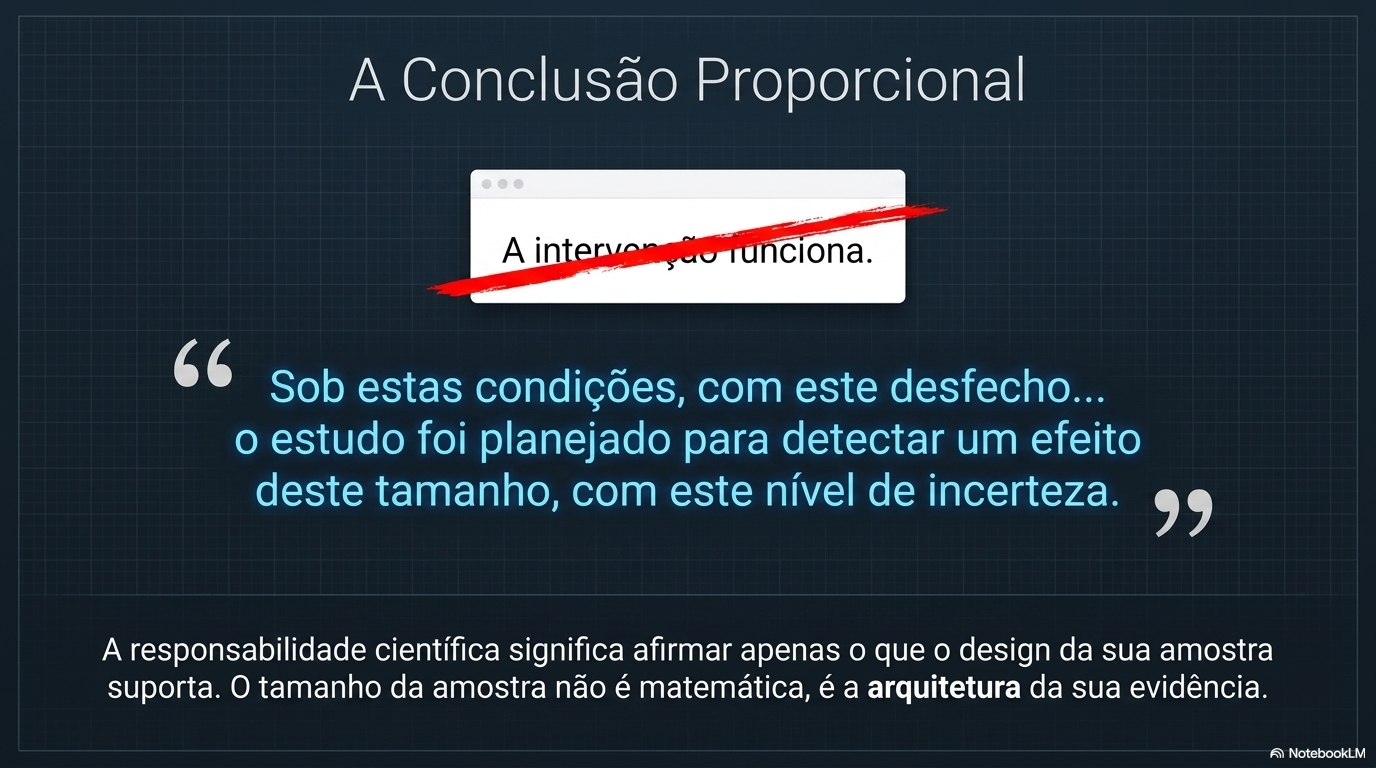 A Conclusão Proporcional
A intervenção funciona.
“Sob estas condições, com este desfecho...
o estudo foi planejado para detectar um efeito
deste tamanho, com este nível de incerteza.”
A responsabilidade científica significa afirmar apenas o que o design da sua amostra
suporta. O tamanho da amostra não é matemática, é a arquitetura da sua evidência.
NotebookLM